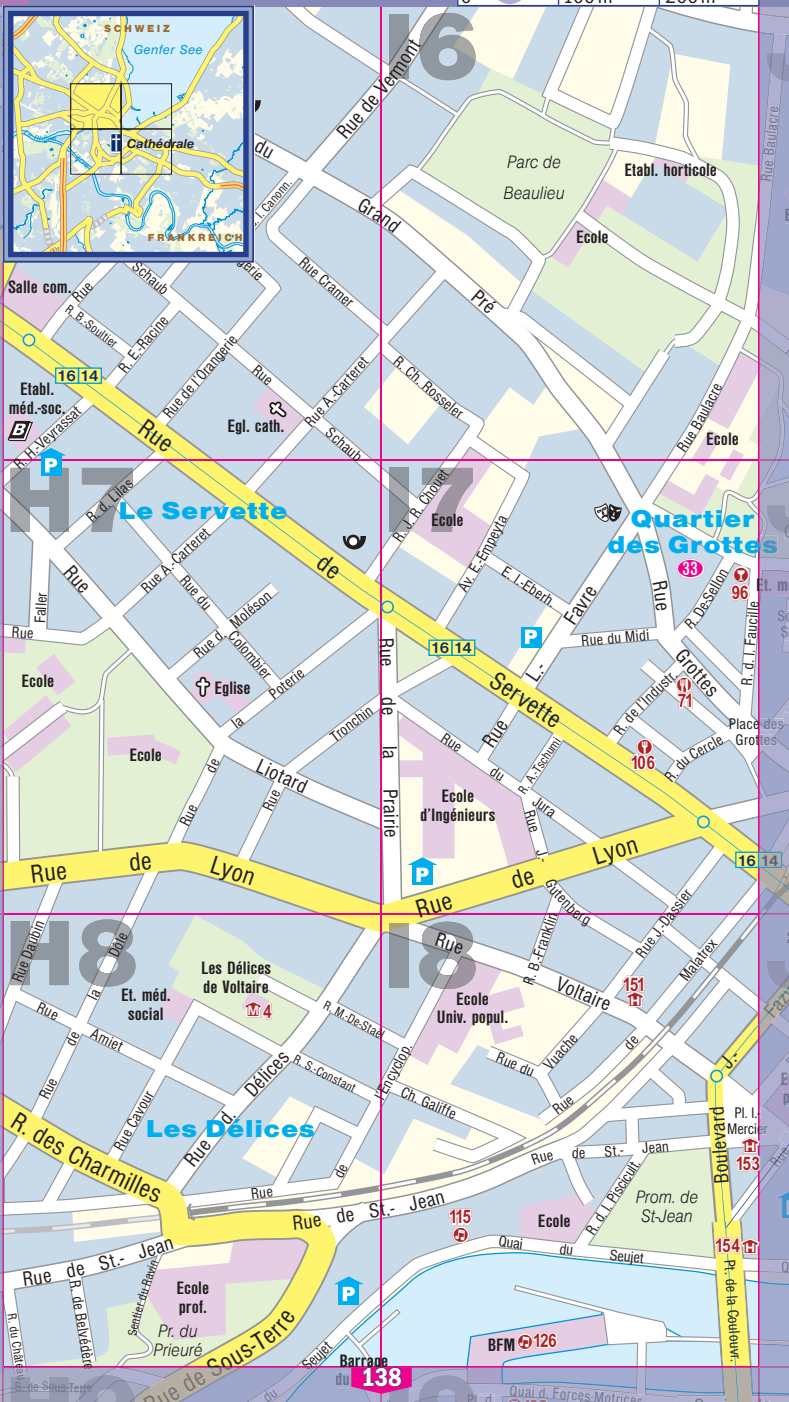 SCHWEIZ
Genfer See
Cathédrale
FRANKREICH
I6
Rue de Vermont
du
Grand
Pré
Parc de
Beaulieu
Etabl. horticole
Ecole
Rue Baulacre
R. I. Canonn.
Rue Cramer
Salle com.
Rue
Schaub
R. B.-Soultier
R. E.-Racine
Rue de l'Orangerie
16 14
Etabl.
méd.-soc.
B
R. H.-Veyrassat
P
Rue
Egl. cath.
Rue
Rue A.-Carteret
Schaub
R. Ch. Rosseler
Rue Baulacre
Ecole
H7
I7
R. d. Lilas
Le Servette
R. J. R. Chouet
Ecole
Av. E.-Empeyta
Quartier
des Grottes
33
96
de
Rue A.-Carteret
Rue
Faller
Rue
Rue du
Colombier
Rue d. Moléson
E. I.-Eberh.
Favre
Rue
R. De-Sellon
R. d. l. Faucille
Rue du Midi
P
16 14
Rue
de
la
Prairie
Servette
L.-
Rue
Grottes
R. de l'Industr.
71
Place des
Grottes
106
R. du Cercle
Ecole
Eglise
la
Poterie
Tronchin
Ecole
de
Rue
Liotard
Rue
Rue
du
Jura
R. A.-Tschumi
Ecole
d'Ingénieurs
Rue
J.-
Gutenberg
16 14
Rue de Lyon
P
Rue de Lyon
H8
I8
Rue Daubin
Dôle
la
de
Rue
Les Délices
de Voltaire
M 4
Et. méd.
social
Rue
Amiet
Rue
Voltaire
R. B.-Franklin
Rue J.-Dassier
Malatrex
151
H
Ecole
Univ. popul.
R. M.-De-Staël
R. S.-Constant
l'Encyclop.
Rue du
Vuache
de
Rue
Ch. Galiffe
Rue Cavour
Les Délices
Rue d. Délices
R. des Charmilles
J.-
Fazy
Boulevard
Pl. I.-
Mercier
H
153
Rue de St.- Jean
Rue
de
Rue de St.- Jean
115
Ecole
R. d. I. Piscicult.
Prom. de
St-Jean
154 H
Quai du Seujet
Pt. de la Coulouvr.
Rue de St.- Jean
Sentier du Ravin
R. de Belvédère
R. du Château
Ecole
prof.
Pr. du
Prieuré
P
Rue de Sous-Terre
S. de Sous-Terre
Seujet
du
Barrage
du
138
BFM 126
Quai d. Forces-Motrices